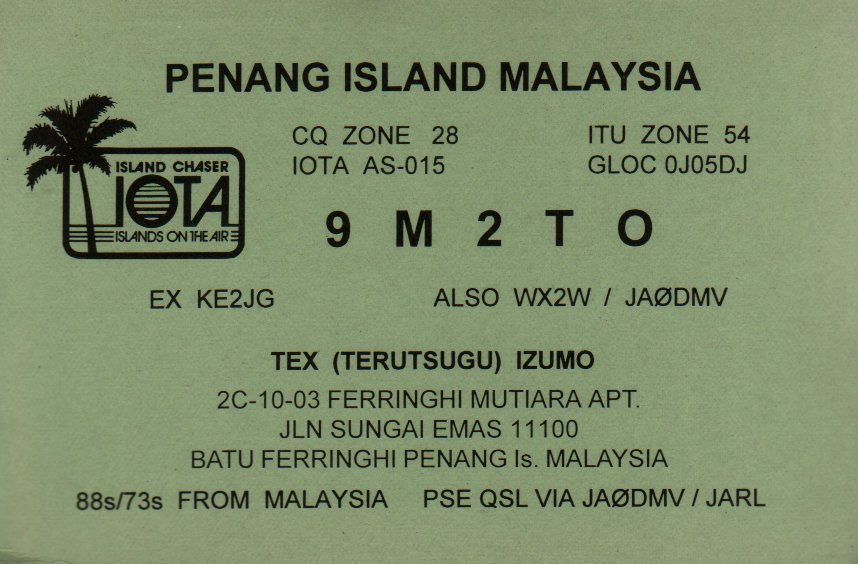 PENANG ISLAND MALAYSIA
CQ ZONE 28
ITU ZONE 54
IOTA AS-015
GLOC 0J05DJ
ISLAND CHASER
IOTA
ISLANDS ON THE AIR
9 M 2 T O
EX KE2JG
ALSO WX2W / JAØDMV
TEX (TERUTSUGU) IZUMO
2C-10-03 FERRINGHI MUTIARA APT.
JLN SUNGAI EMAS 11100
BATU FERRINGHI PENANG Is. MALAYSIA
88s/73s FROM MALAYSIA PSE QSL VIA JAØDMV / JARL